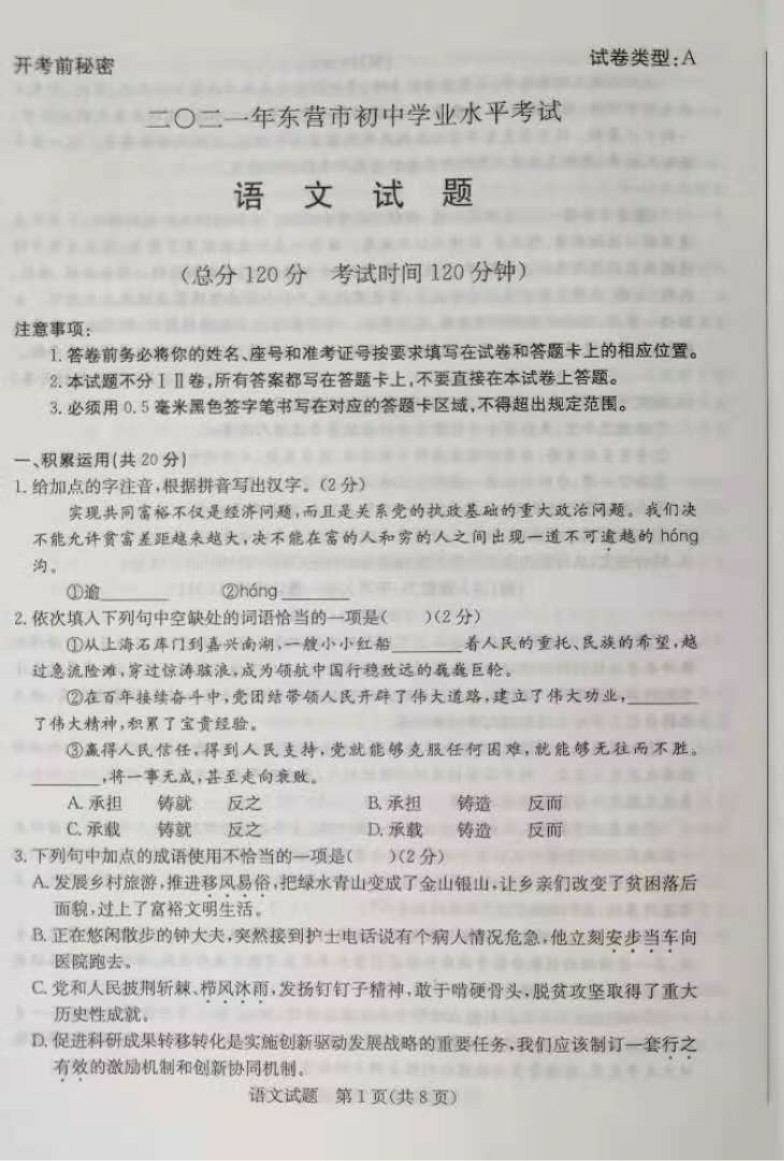 开考前秘密
试卷类型:A
二〇二一年东营市初中学业水平考试
语文试题
(总分120分 考试时间120分钟)
注意事项:
1.答卷前务必将你的姓名、座号和准考证号按要求填写在试卷和答题卡上的相应位置。
2.本试题不分ⅠⅡ卷,所有答案都写在答题卡上,不要直接在本试卷上答题。
3.必须用0.5毫米黑色签字笔书写在对应的答题卡区域,不得超出规定范围。
一、积累运用(共20分)
1.给加点的字注音,根据拼音写出汉字。(2分)
实现共同富裕不仅是经济问题,而且是关系党的执政基础的重大政治问题。我们决
不能允许贫富差距越来越大,决不能在富的人和穷的人之间出现一道不可逾越的hóng
沟。
①逾________ ②hóng ________
2.依次填入下列句中空缺处的词语恰当的一项是( )(2分)
①从上海石库门到嘉兴南湖,一艘小小红船________着人民的重托、民族的希望,越
过急流险滩,穿过惊涛骇浪,成为领航中国行稳致远的巍巍巨轮。
②在百年接续奋斗中,党团结带领人民开辟了伟大道路,建立了伟大功业,________
了伟大精神,积累了宝贵经验。
③赢得人民信任,得到人民支持,党就能够克服任何困难,就能够无往而不胜。
________,将一事无成,甚至走向衰败。
A.承担 铸就 反之 B.承担 铸造 反而
C.承载 铸就 反之 D.承载 铸造 反而
3.下列句中加点的成语使用不恰当的一项是( )(2分)
A.发展乡村旅游,推进移风易俗,把绿水青山变成了金山银山,让乡亲们改变了贫困落后
面貌,过上了富裕文明生活。
B.正在悠闲散步的钟大夫,突然接到护士电话说有个病人情况危急,他立刻安步当车向
医院跑去。
C.党和人民披荆斩棘、栉风沐雨,发扬钉钉子精神,敢于啃硬骨头,脱贫攻坚取得了重大
历史性成就。
D.促进科研成果转移转化是实施创新驱动发展战略的重要任务,我们应该制订一套行之
有效的激励机制和创新协同机制。
语文试题 第1页(共8页)